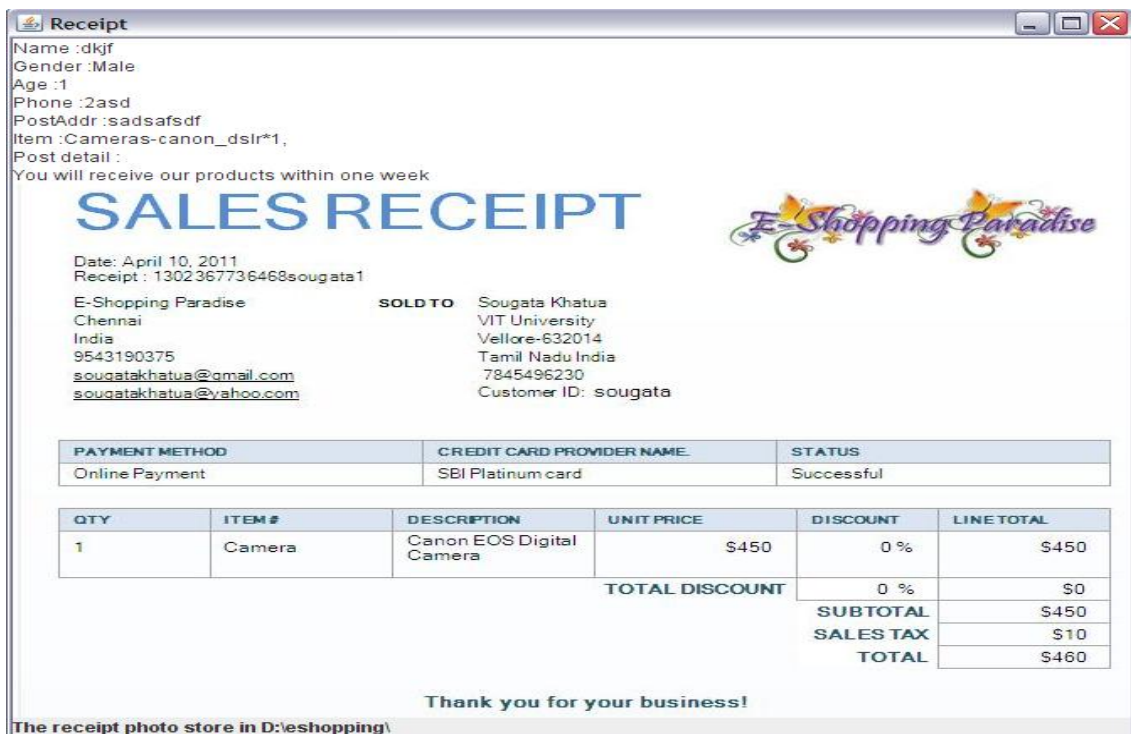 Receipt
Name :dkjf
Gender :Male
Age :1
Phone :2asd
PostAddr :sadsafsdf
Item :Cameras-canon_dslr*1,
Post detail :
You will receive our products within one week
SALES RECEIPT
E-Shopping Paradise
Date: April 10, 2011
Receipt : 1302367736468sougata1
E-Shopping Paradise SOLD TO Sougata Khatua
Chennai VIT University
India Vellore-632014
9543190375 Tamil Nadu India
sougatakhatua@gmail.com 7845496230
sougatakhatua@yahoo.com Customer ID: sougata
PAYMENT METHOD CREDIT CARD PROVIDER NAME. STATUS
Online Payment SBI Platinum card Successful
QTY ITEM # DESCRIPTION UNIT PRICE DISCOUNT LINE TOTAL
1 Camera Canon EOS Digital $450 0 % $450
Camera
TOTAL DISCOUNT 0 % $0
SUBTOTAL $450
SALES TAX $10
TOTAL $460
Thank you for your business!
The receipt photo store in D:\eshopping\